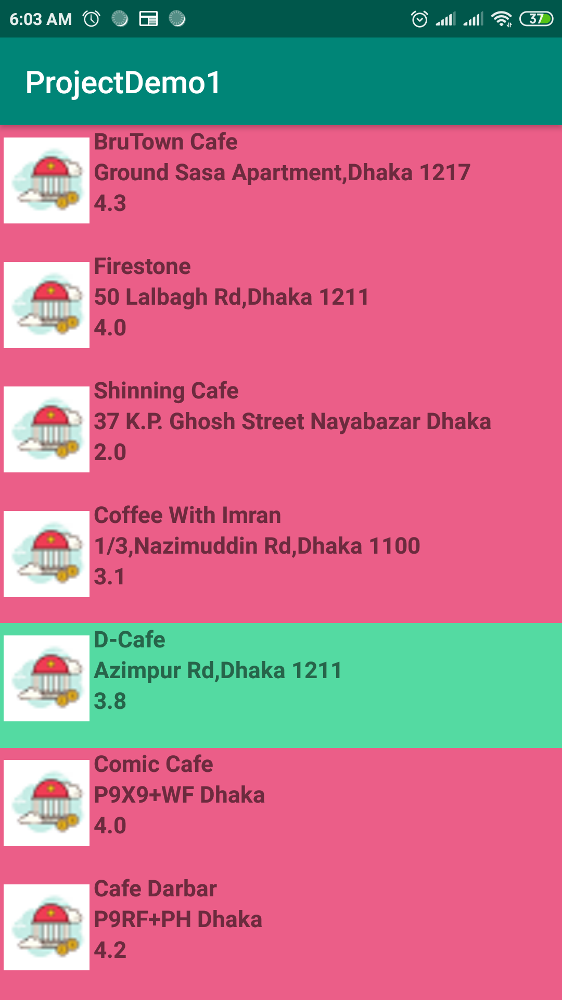 6:03 AM
37
ProjectDemo1
BruTown Cafe
Ground Sasa Apartment,Dhaka 1217
4.3
Firestone
50 Lalbagh Rd,Dhaka 1211
4.0
Shinning Cafe
37 K.P. Ghosh Street Nayabazar Dhaka
2.0
Coffee With Imran
1/3,Nazimuddin Rd,Dhaka 1100
3.1
D-Cafe
Azimpur Rd,Dhaka 1211
3.8
Comic Cafe
P9X9+WF Dhaka
4.0
Cafe Darbar
P9RF+PH Dhaka
4.2